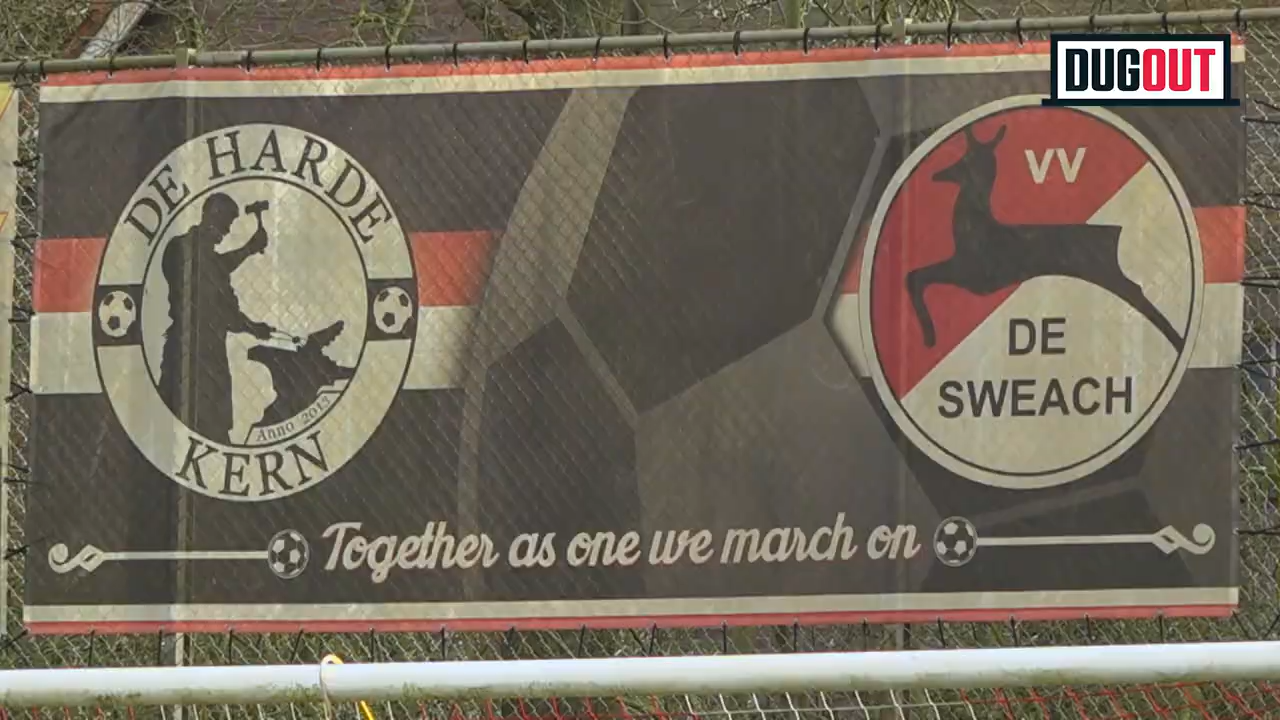 DUGOUT
DE HARDE
KERN
Anno 2013
VV
DE
SWEACH
Together as one we march on